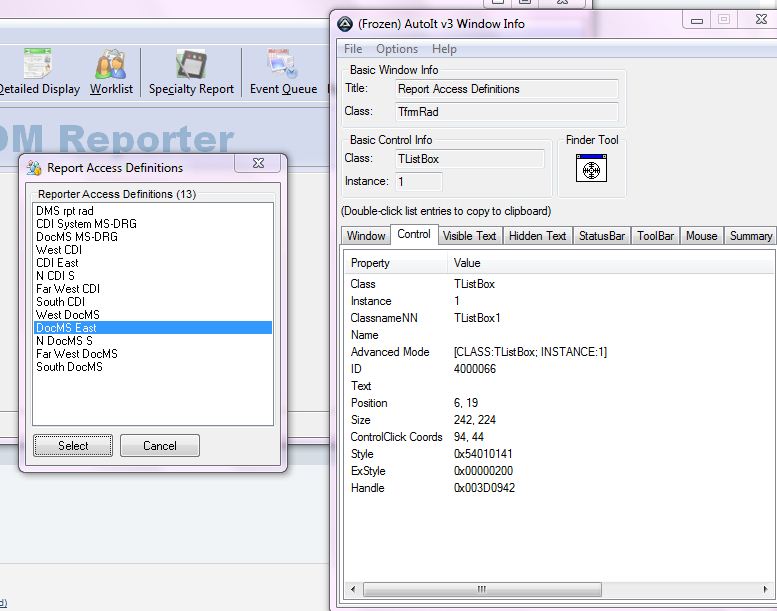 Detailed Display Worklist Specialty Report Event Queue
DM Reporter
Report Access Definitions
Reporter Access Definitions (13)
DMS rpt rad
CDI System MS-DRG
DocMS MS-DRG
West CDI
CDI East
N CDI S
Far West CDI
South CDI
West DocMS
DocMS East
N DocMS S
Far West DocMS
South DocMS
Select Cancel
(Frozen) AutoIt v3 Window Info
File Options Help
Basic Window Info
Title: Report Access Definitions
Class: TfrmRad
Basic Control Info
Class: TListBox
Instance: 1
Finder Tool
(Double-click list entries to copy to clipboard)
Window Control Visible Text Hidden Text StatusBar ToolBar Mouse Summary
Property Value
Class TListBox
Instance 1
ClassnameNN TListBox1
Name
Advanced Mode [CLASS:TListBox; INSTANCE:1]
ID 4000066
Text
Position 6, 19
Size 242, 224
ControlClick Coords 94, 44
Style 0x54010141
ExStyle 0x00000200
Handle 0x003D0942